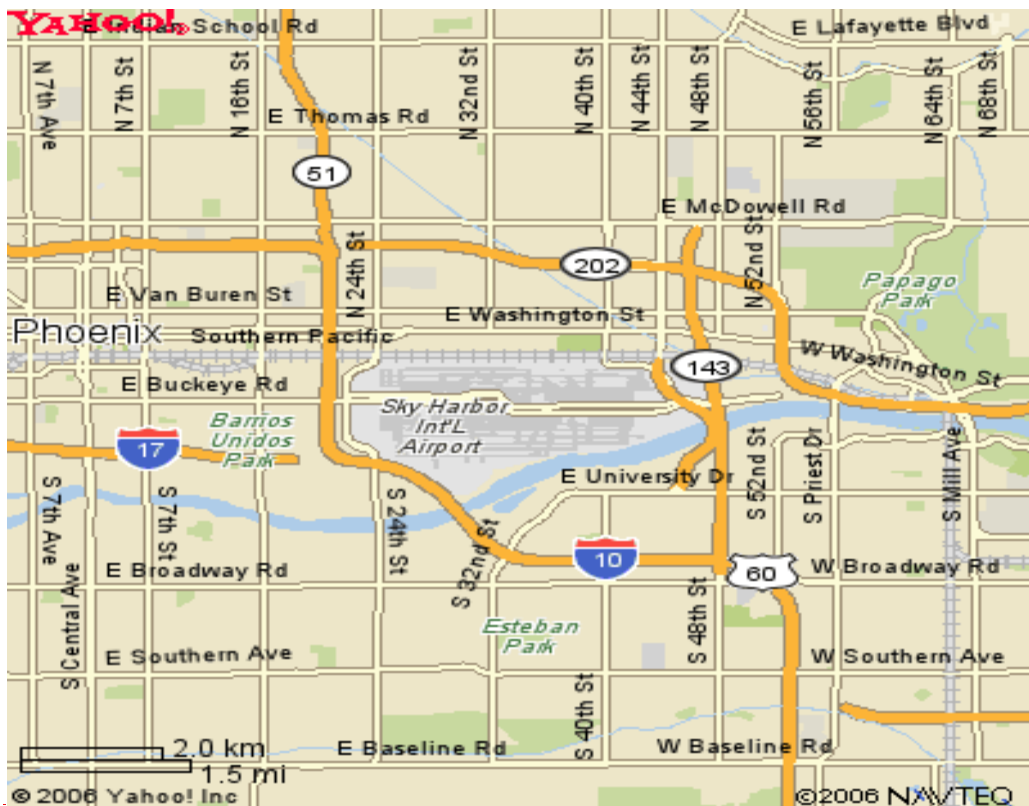 YAHOO!
E Indian School Rd
E Lafayette Blvd
N 7th Ave
N 7th St
N 16th St
N 32nd St
N 40th St
N 44th St
N 48th St
N 56th St
N 64th St
N 68th St
E Thomas Rd
51
E McDowell Rd
N 24th St
202
N 52nd St
Papago
Park
E Van Buren St
E Washington St
Phoenix
Southern Pacific
W Washington St
143
E Buckeye Rd
Sky Harbor
Int'L
Airport
Barrios
Unidos
Park
17
E University Dr
S 52nd St
S Priest Dr
S Mill Ave
S 7th Ave
S 7th St
S 24th St
S 32nd St
10
60
E Broadway Rd
W Broadway Rd
S Central Ave
S 48th St
Esteban
Park
E Southern Ave
W Southern Ave
S 40th St
2.0 km
1.5 mi
E Baseline Rd
W Baseline Rd
© 2006 Yahoo! Inc
©2006 NAVTEQ